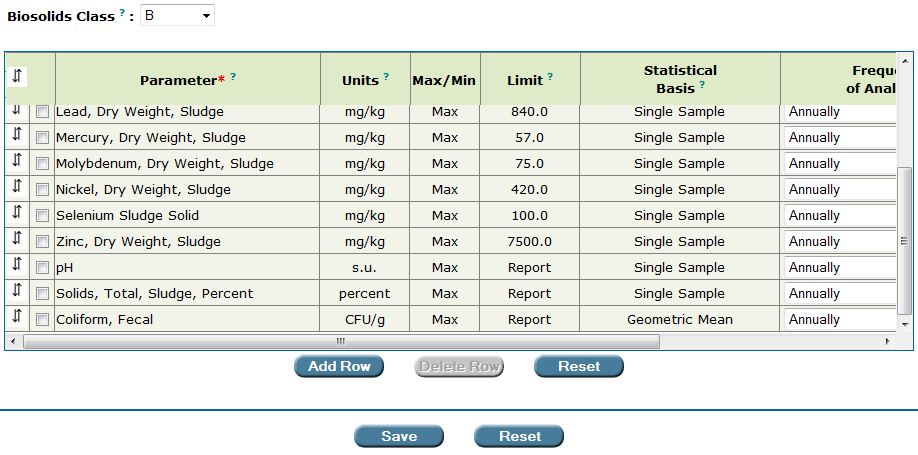 Biosolids Class ? : B
Parameter* ? Units ? Max/Min Limit ? Statistical Basis ? Frequ of Anal
Lead, Dry Weight, Sludge mg/kg Max 840.0 Single Sample Annually
Mercury, Dry Weight, Sludge mg/kg Max 57.0 Single Sample Annually
Molybdenum, Dry Weight, Sludge mg/kg Max 75.0 Single Sample Annually
Nickel, Dry Weight, Sludge mg/kg Max 420.0 Single Sample Annually
Selenium Sludge Solid mg/kg Max 100.0 Single Sample Annually
Zinc, Dry Weight, Sludge mg/kg Max 7500.0 Single Sample Annually
pH s.u. Max Report Single Sample Annually
Solids, Total, Sludge, Percent percent Max Report Single Sample Annually
Coliform, Fecal CFU/g Max Report Geometric Mean Annually
Add Row Delete Row Reset
Save Reset